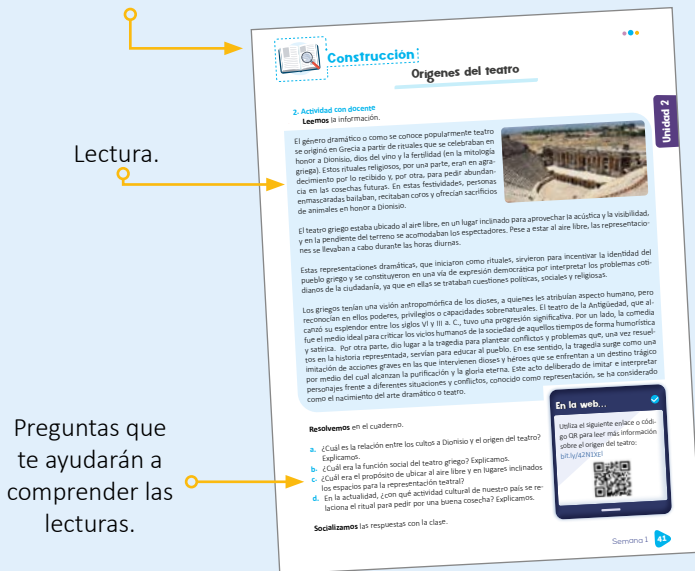 Construcción
Orígenes del teatro
2. Actividad con docente
Leemos la información.
Unidad 2
El género dramático o como se conoce popularmente teatro
se originó en Grecia a partir de rituales que se celebraban en
honor a Dionisio, dios del vino y la fertilidad (en la mitología
griega). Estos rituales religiosos, por una parte, eran en agra-
decimiento por lo recibido y, por otra, para pedir abundan-
cia en las cosechas futuras. En estas festividades, personas
enmascaradas bailaban, recitaban coros y ofrecían sacrificios
de animales en honor a Dionisio.
Lectura.
El teatro griego estaba ubicado al aire libre, en un lugar inclinado para aprovechar la acústica y la visibilidad,
y en la pendiente del terreno se acomodaban los espectadores. Pese a estar al aire libre, las representacio-
nes se llevaban a cabo durante las horas diurnas.
Estas representaciones dramáticas, que iniciaron como rituales, sirvieron para incentivar la identidad del
pueblo griego y se constituyeron en una vía de expresión democrática por interpretar los problemas coti-
dianos de la ciudadanía, ya que en ellas se trataban cuestiones políticas, sociales y religiosas.
Los griegos tenían una visión antropomórfica de los dioses, a quienes les atribuían aspecto humano, pero
reconocían en ellos poderes, privilegios o capacidades sobrenaturales. El teatro de la Antigüedad, que al-
canzó su esplendor entre los siglos VI y III a. C., tuvo una progresión significativa. Por un lado, la comedia
fue el medio ideal para criticar los vicios humanos de la sociedad de aquellos tiempos de forma humorística
y satírica. Por otra parte, dio lugar a la tragedia para plantear conflictos y problemas que, una vez resuel-
tos en la historia representada, servían para educar al pueblo. En ese sentido, la tragedia surge como una
imitación de acciones graves en las que intervienen dioses y héroes que se enfrentan a un destino trágico
por medio del cual alcanzan la purificación y la gloria eterna. Este acto deliberado de imitar e interpretar
personajes frente a diferentes situaciones y conflictos, conocido como representación, se ha considerado
como el nacimiento del arte dramático o teatro.
Preguntas que
te ayudarán a
comprender las
lecturas.
Resolvemos en el cuaderno.
a. ¿Cuál es la relación entre los cultos a Dionisio y el origen del teatro?
Explicamos.
b. ¿Cuál era la función social del teatro griego? Explicamos.
c. ¿Cuál era el propósito de ubicar al aire libre y en lugares inclinados
los espacios para la representación teatral?
d. En la actualidad, ¿con qué actividad cultural de nuestro país se re-
laciona el ritual para pedir por una buena cosecha? Explicamos.
Socializamos las respuestas con la clase.
En la web...
Utiliza el siguiente enlace o códi-
go QR para leer más información
sobre el origen del teatro:
bit.ly/42N1XEl
Semana 1 41